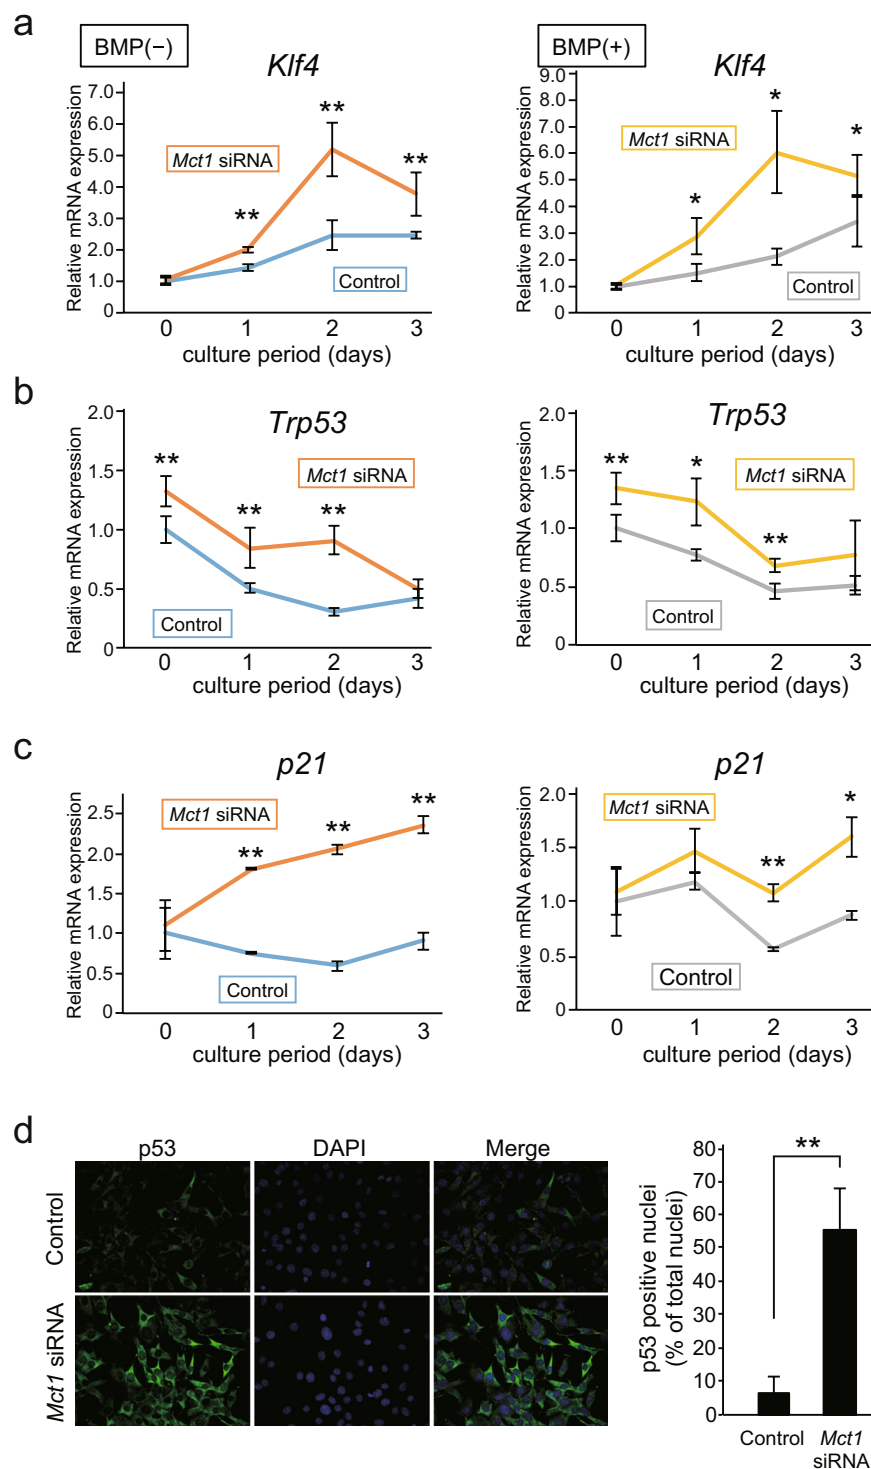 a
BMP(−)
Klf4
Relative mRNA expression
7.0
6.0
5.0
4.0
3.0
2.0
1.0
0
Mct1 siRNA
Control
**
**
**
0 1 2 3
culture period (days)
BMP(+)
Klf4
Relative mRNA expression
9.0
8.0
7.0
6.0
5.0
4.0
3.0
2.0
1.0
0
Mct1 siRNA
Control
*
*
*
0 1 2 3
culture period (days)
b
Trp53
Relative mRNA expression
2.0
1.5
1.0
0.5
0
Mct1 siRNA
Control
**
**
**
0 1 2 3
culture period (days)
Trp53
Relative mRNA expression
2.0
1.5
1.0
0.5
0
Mct1 siRNA
Control
**
*
**
0 1 2 3
culture period (days)
c
p21
Relative mRNA expression
2.5
2.0
1.5
1.0
0.5
0
Mct1 siRNA
Control
**
**
**
0 1 2 3
culture period (days)
p21
Relative mRNA expression
2.0
1.5
1.0
0.5
0
Mct1 siRNA
Control
**
*
0 1 2 3
culture period (days)
d
p53 DAPI Merge
Control
Mct1 siRNA
p53 positive nuclei
(% of total nuclei)
80
70
60
50
40
30
20
10
0
**
Control Mct1
siRNA